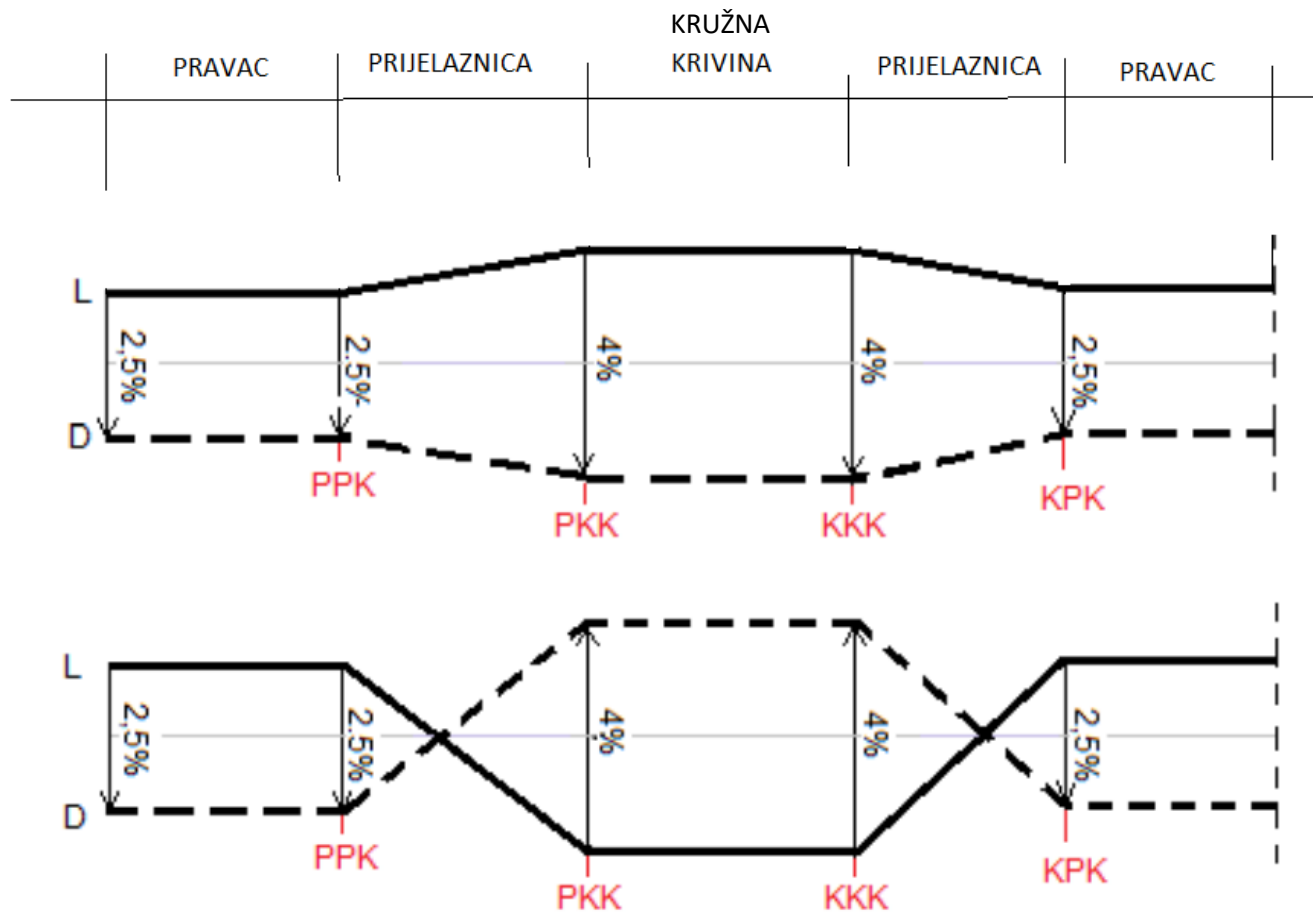 KRUŽNA
PRAVAC PRIJELAZNICA KRIVINA PRIJELAZNICA PRAVAC
L
2,5% 2,5% 4% 4% 2,5%
D
PPK PKK KKK KPK
L
2,5% 2,5% 4% 4% 2,5%
D
PPK PKK KKK KPK